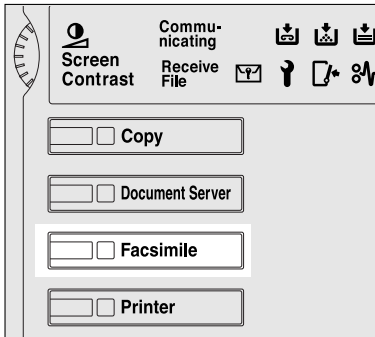 Screen
Contrast
Commu-
nicating
Receive
File
Copy
Document Server
Facsimile
Printer